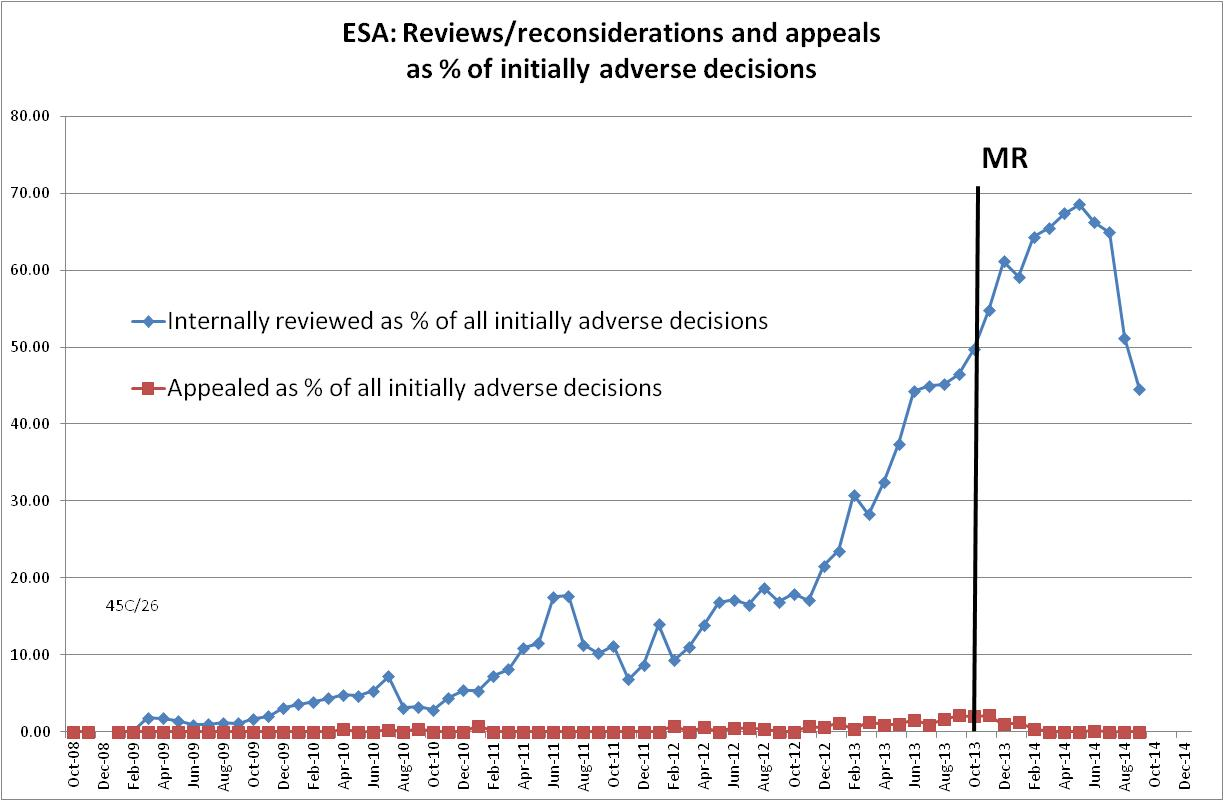 ESA: Reviews/reconsiderations and appeals
as % of initially adverse decisions
80.00
MR
70.00
60.00
Internally reviewed as % of all initially adverse decisions
50.00
Appealed as % of all initially adverse decisions
40.00
30.00
20.00
45C/26
10.00
0.00
Oct-08
Dec-08
Feb-09
Apr-09
Jun-09
Aug-09
Oct-09
Dec-09
Feb-10
Apr-10
Jun-10
Aug-10
Oct-10
Dec-10
Feb-11
Apr-11
Jun-11
Aug-11
Oct-11
Dec-11
Feb-12
Apr-12
Jun-12
Aug-12
Oct-12
Dec-12
Feb-13
Apr-13
Jun-13
Aug-13
Oct-13
Dec-13
Feb-14
Apr-14
Jun-14
Aug-14
Oct-14
Dec-14